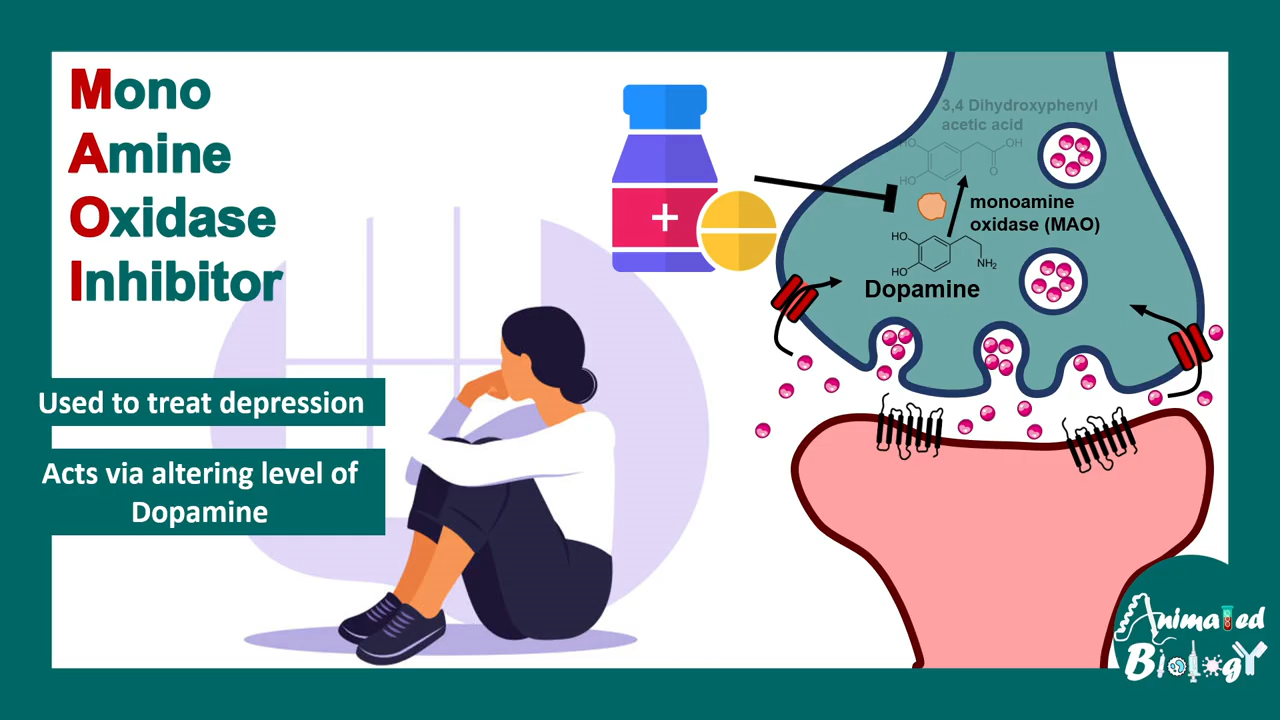 Mono
Amine
Oxidase
Inhibitor
Used to treat depression
Acts via altering level of
Dopamine
3,4 Dihydroxyphenyl
acetic acid
HO
OH
O
HO
monoamine
oxidase (MAO)
HO
HO
NH₂
Dopamine
Animated
Biology